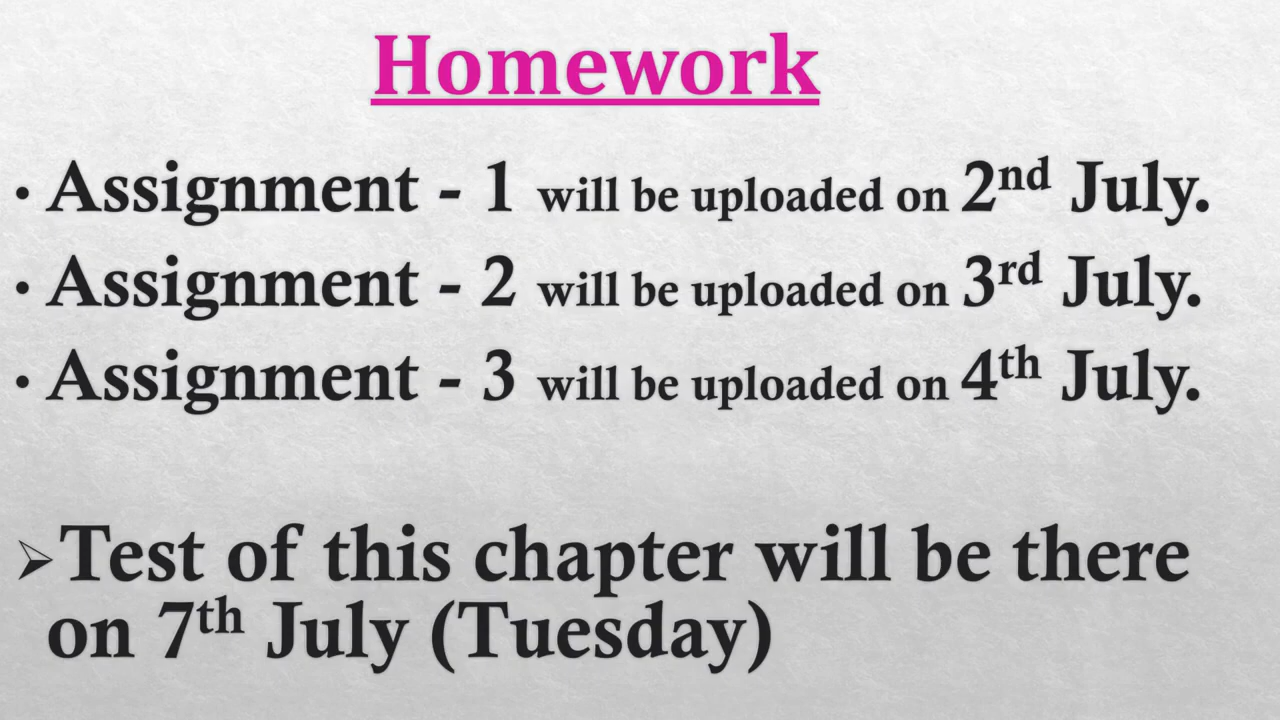 Homework
• Assignment - 1 will be uploaded on 2nd July.
• Assignment - 2 will be uploaded on 3rd July.
• Assignment - 3 will be uploaded on 4th July.
➢Test of this chapter will be there
on 7th July (Tuesday)